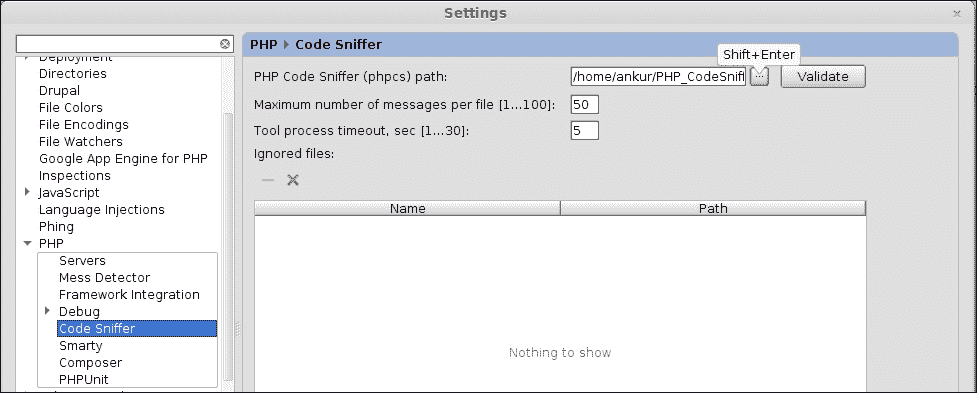 Settings
Deployment
Directories
Drupal
File Colors
File Encodings
File Watchers
Google App Engine for PHP
Inspections
JavaScript
Language Injections
Phing
PHP
Servers
Mess Detector
Framework Integration
Debug
Code Sniffer
Smarty
Composer
PHPUnit
PHP Code Sniffer
Shift+Enter
PHP Code Sniffer (phpcs) path: /home/ankur/PHP_CodeSniff ... Validate
Maximum number of messages per file [1...100]: 50
Tool process timeout, sec [1...30]: 5
Ignored files:
Name Path
Nothing to show